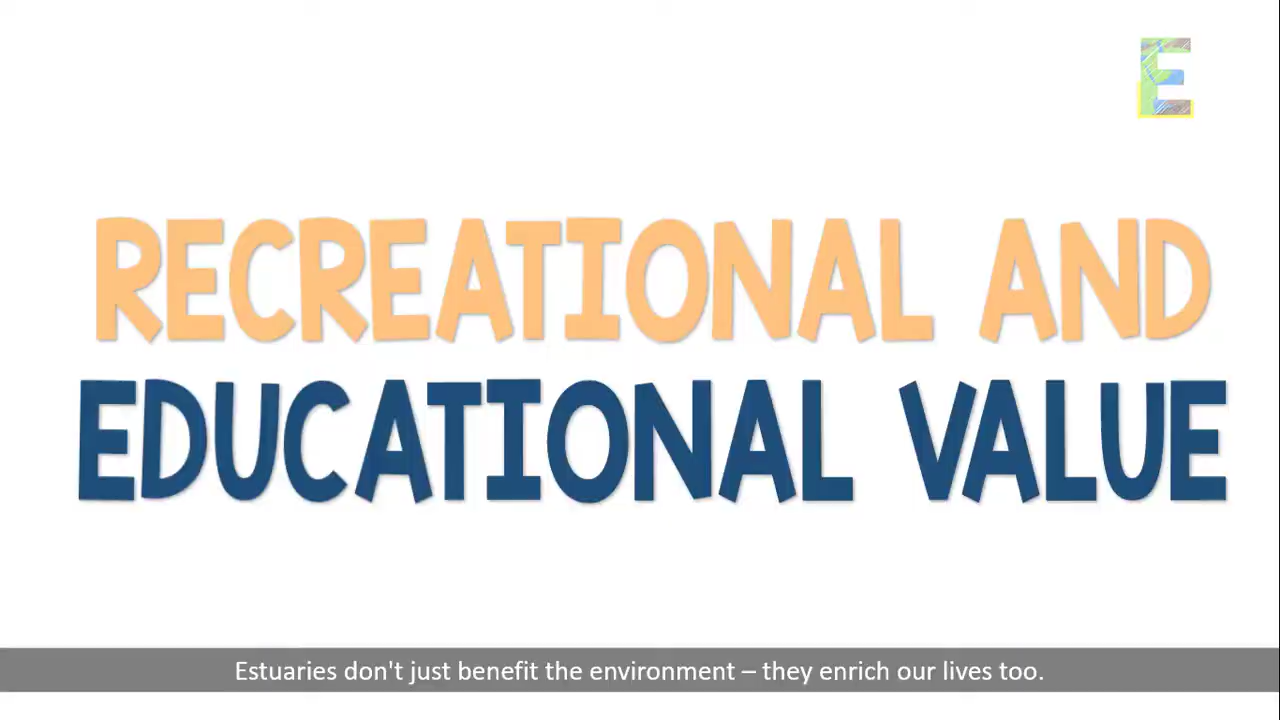 E
RECREATIONAL AND
EDUCATIONAL VALUE
Estuaries don't just benefit the environment – they enrich our lives too.